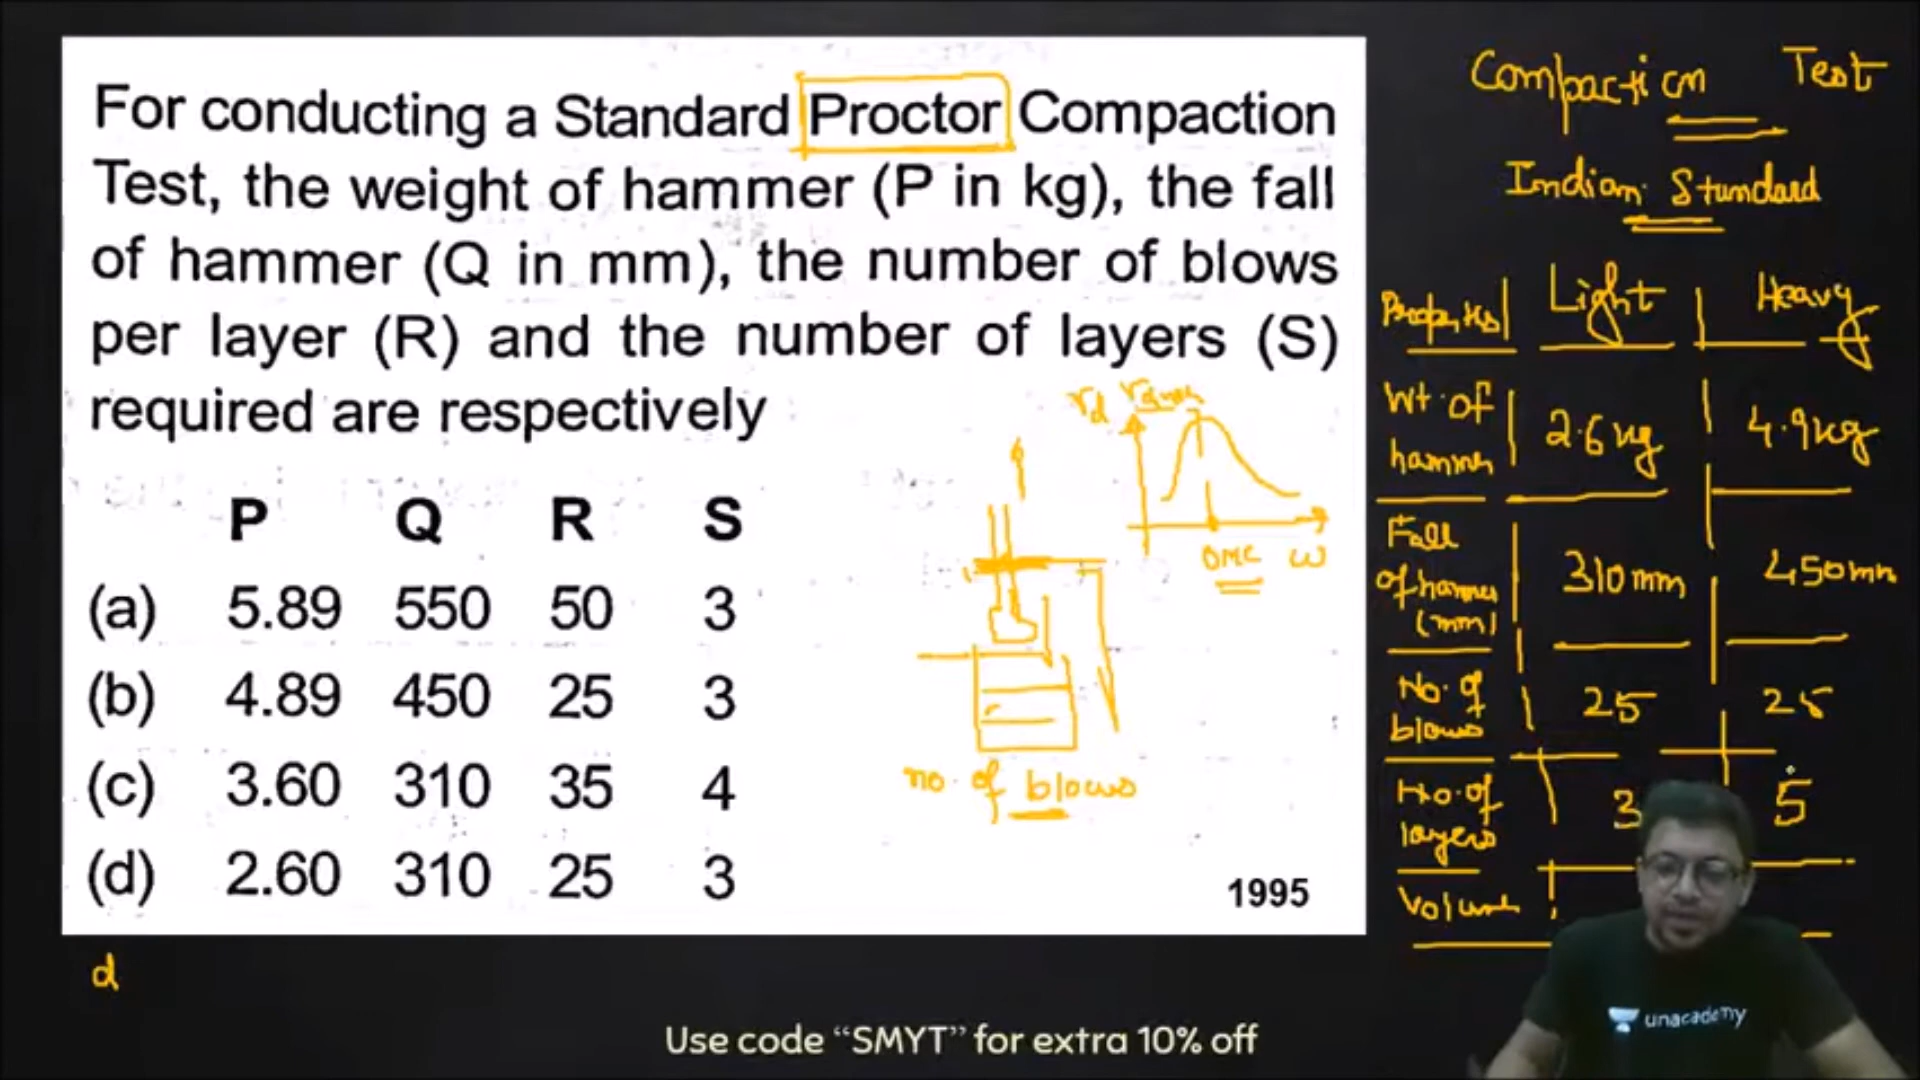 For conducting a Standard Proctor Compaction
Test, the weight of hammer (P in kg), the fall
of hammer (Q in mm), the number of blows
per layer (R) and the number of layers (S)
required are respectively
P Q R S
(a) 5.89 550 50 3
(b) 4.89 450 25 3
(c) 3.60 310 35 4
(d) 2.60 310 25 3
1995
OMC ω
no. of blows
d
Compaction Test
Indian Standard
Light Heavy
Wt. of
hammer
2.6 kg 4.9 kg
Fall
of hammer
(mm)
310 mm 450 mm
No. of
blows
25 25
No. of
layers
3 5
Volume
unacademy
Use code “SMYT” for extra 10% off